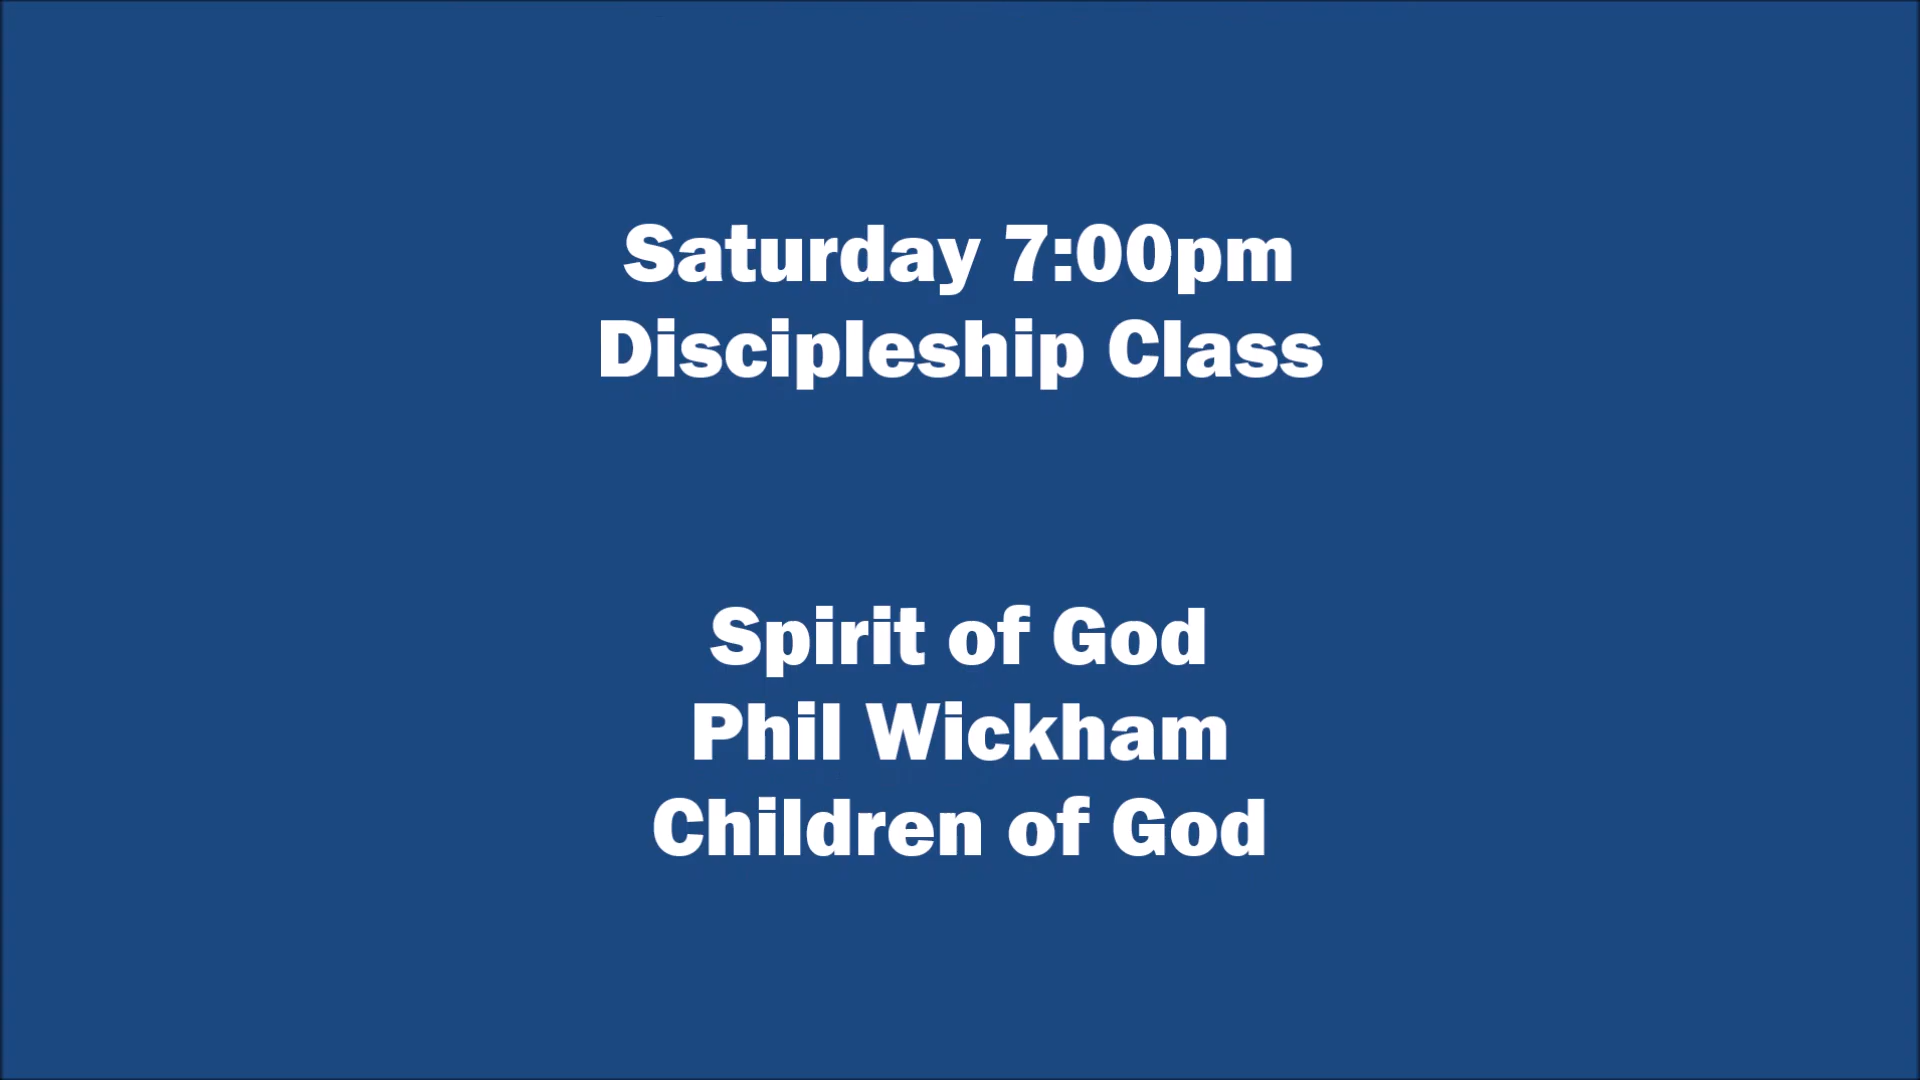 Saturday 7:00pm
Discipleship Class
Spirit of God
Phil Wickham
Children of God